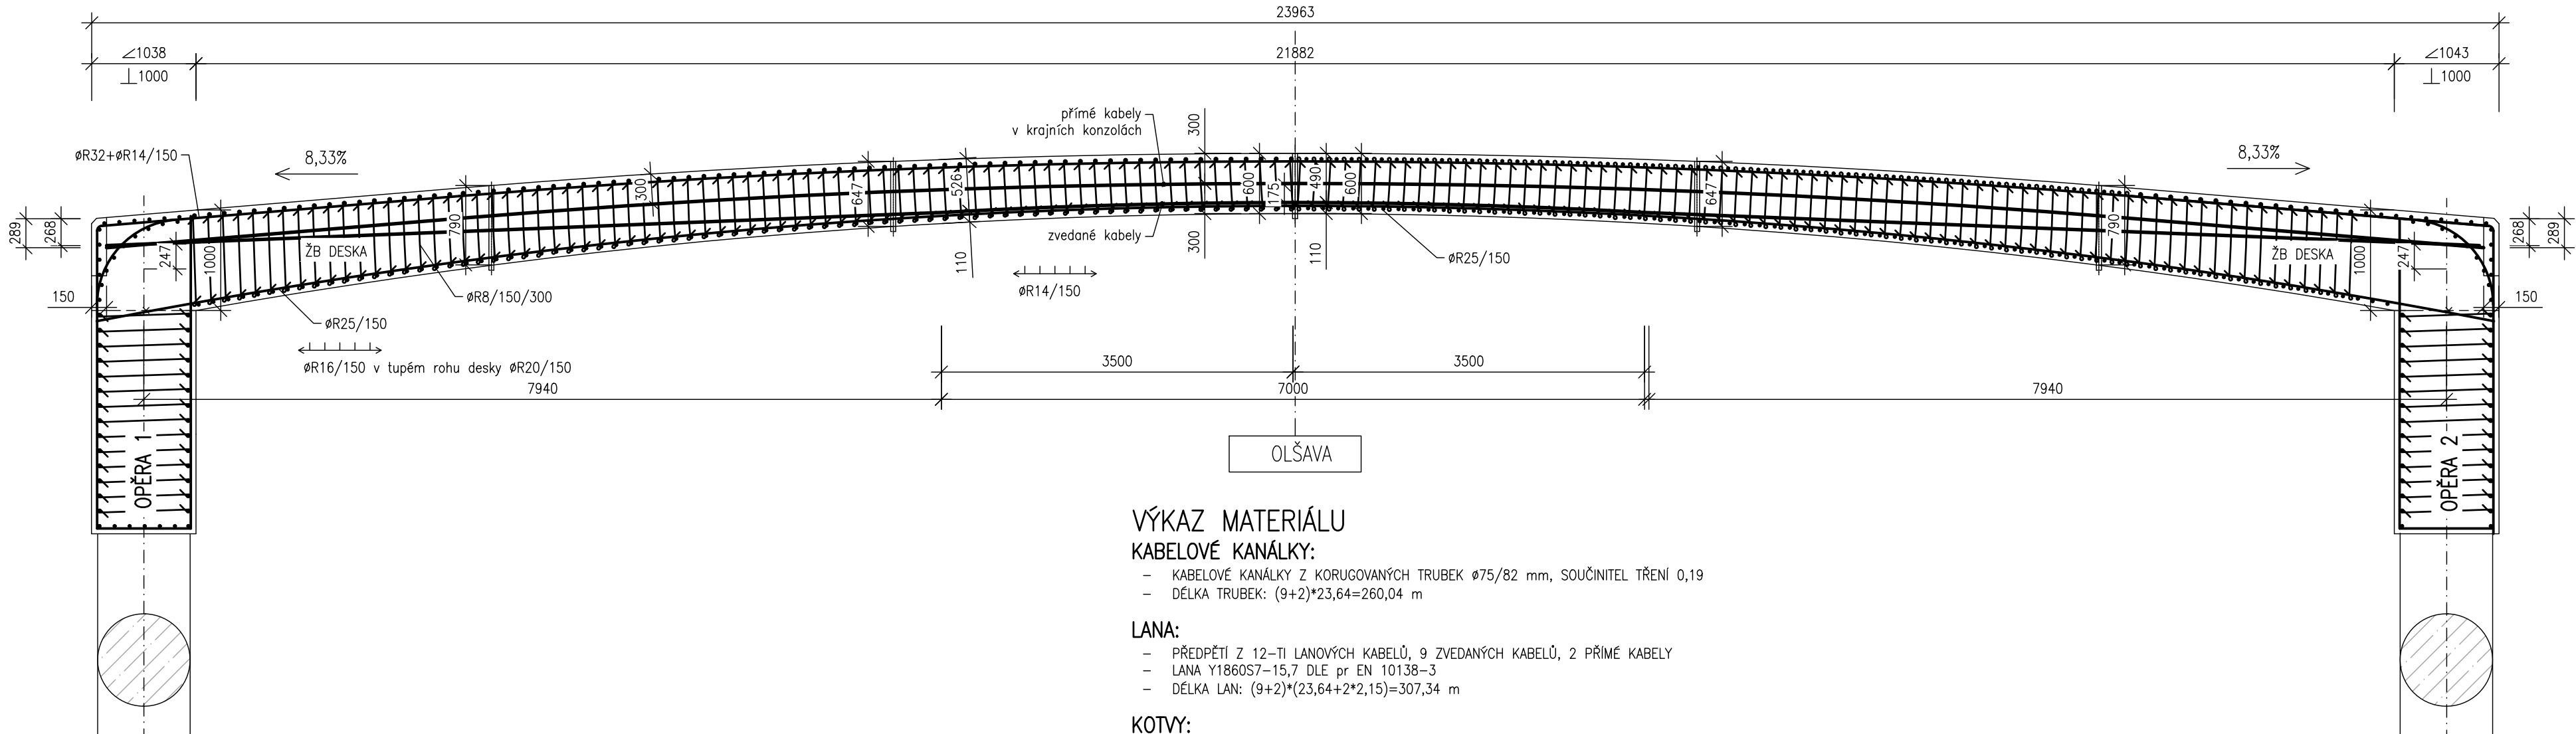 23963
∠1038
21882
∠1043
⊥1000
⊥1000
přímé kabely
v krajních konzolách
300
øR32+øR14/150
8,33%
8,33%
300
647
526
600
175
490
600
647
790
790
289
268
268
289
247
1000
ŽB DESKA
zvedané kabely
300
110
110
øR25/150
ŽB DESKA
1000
247
150
øR8/150/300
øR14/150
150
øR25/150
øR16/150 v tupém rohu desky øR20/150
3500
3500
7940
7000
7940
OPĚRA 1
OLŠAVA
OPĚRA 2
VÝKAZ MATERIÁLU
KABELOVÉ KANÁLKY:
– KABELOVÉ KANÁLKY Z KORUGOVANÝCH TRUBEK ø75/82 mm, SOUČINITEL TŘENÍ 0,19
– DÉLKA TRUBEK: (9+2)*23,64=260,04 m
LANA:
– PŘEDPĚTÍ Z 12–TI LANOVÝCH KABELŮ, 9 ZVEDANÝCH KABELŮ, 2 PŘÍMÉ KABELY
– LANA Y1860S7–15,7 DLE pr EN 10138–3
– DÉLKA LAN: (9+2)*(23,64+2*2,15)=307,34 m
KOTVY: